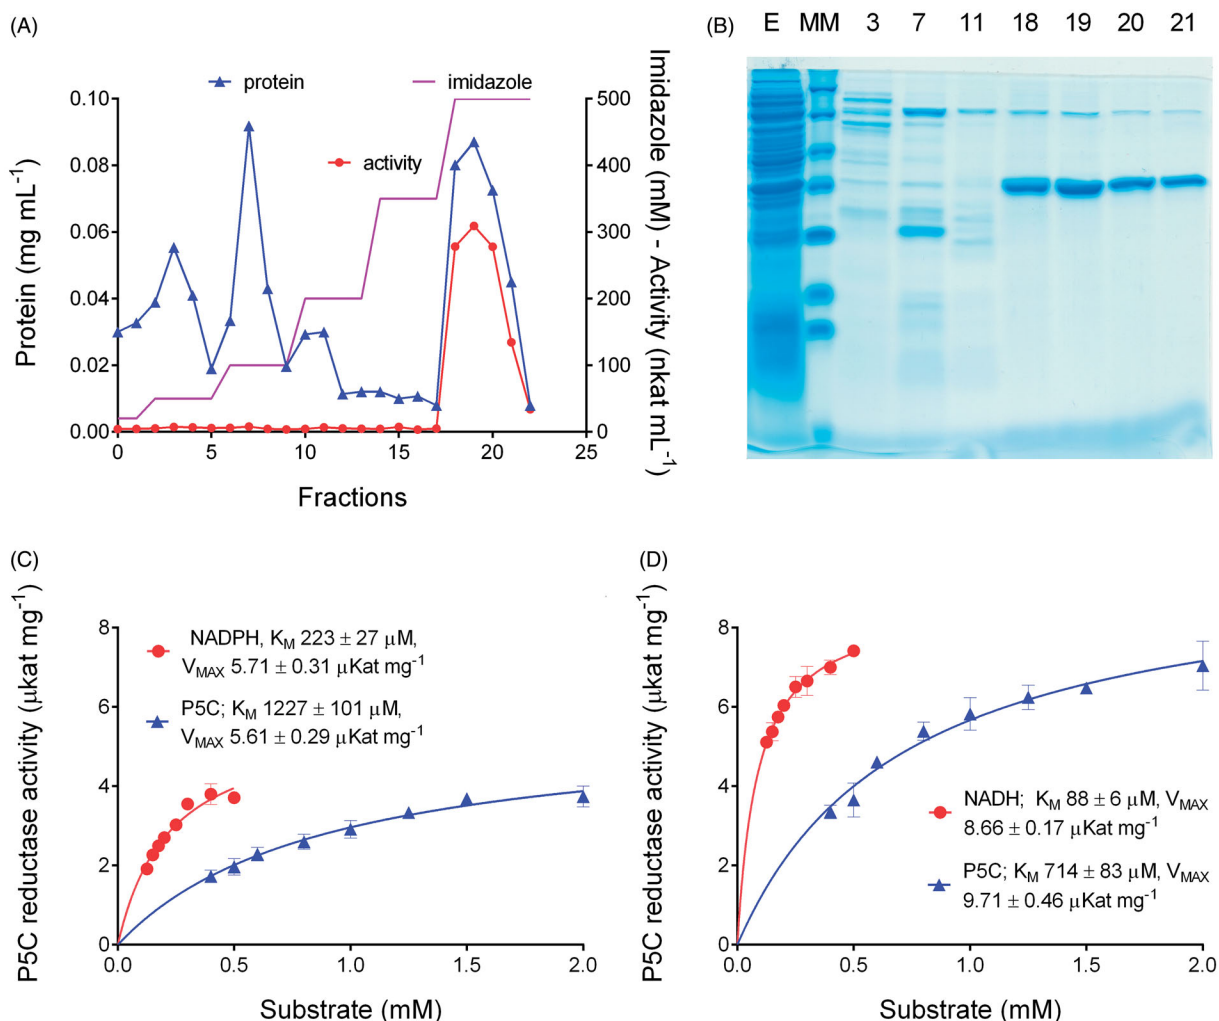 (A)
protein
imidazole
activity
0.10
0.08
0.06
0.04
0.02
0.00
500
400
300
200
100
0
0
5
10
15
20
25
Protein (mg mL-1)
Imidazole (mM) - Activity (nkat mL-1)
Fractions
(B)
E MM 3 7 11 18 19 20 21
(C)
8
6
4
2
0
0.0
0.5
1.0
1.5
2.0
NADPH, KM 223 ± 27 μM,
VMAX 5.71 ± 0.31 μKat mg-1
P5C; KM 1227 ± 101 μM,
VMAX 5.61 ± 0.29 μKat mg-1
P5C reductase activity (μkat mg-1)
Substrate (mM)
(D)
8
6
4
2
0
0.0
0.5
1.0
1.5
2.0
NADH; KM 88 ± 6 μM, VMAX
8.66 ± 0.17 μKat mg-1
P5C; KM 714 ± 83 μM, VMAX
9.71 ± 0.46 μKat mg-1
P5C reductase activity (μkat mg-1)
Substrate (mM)